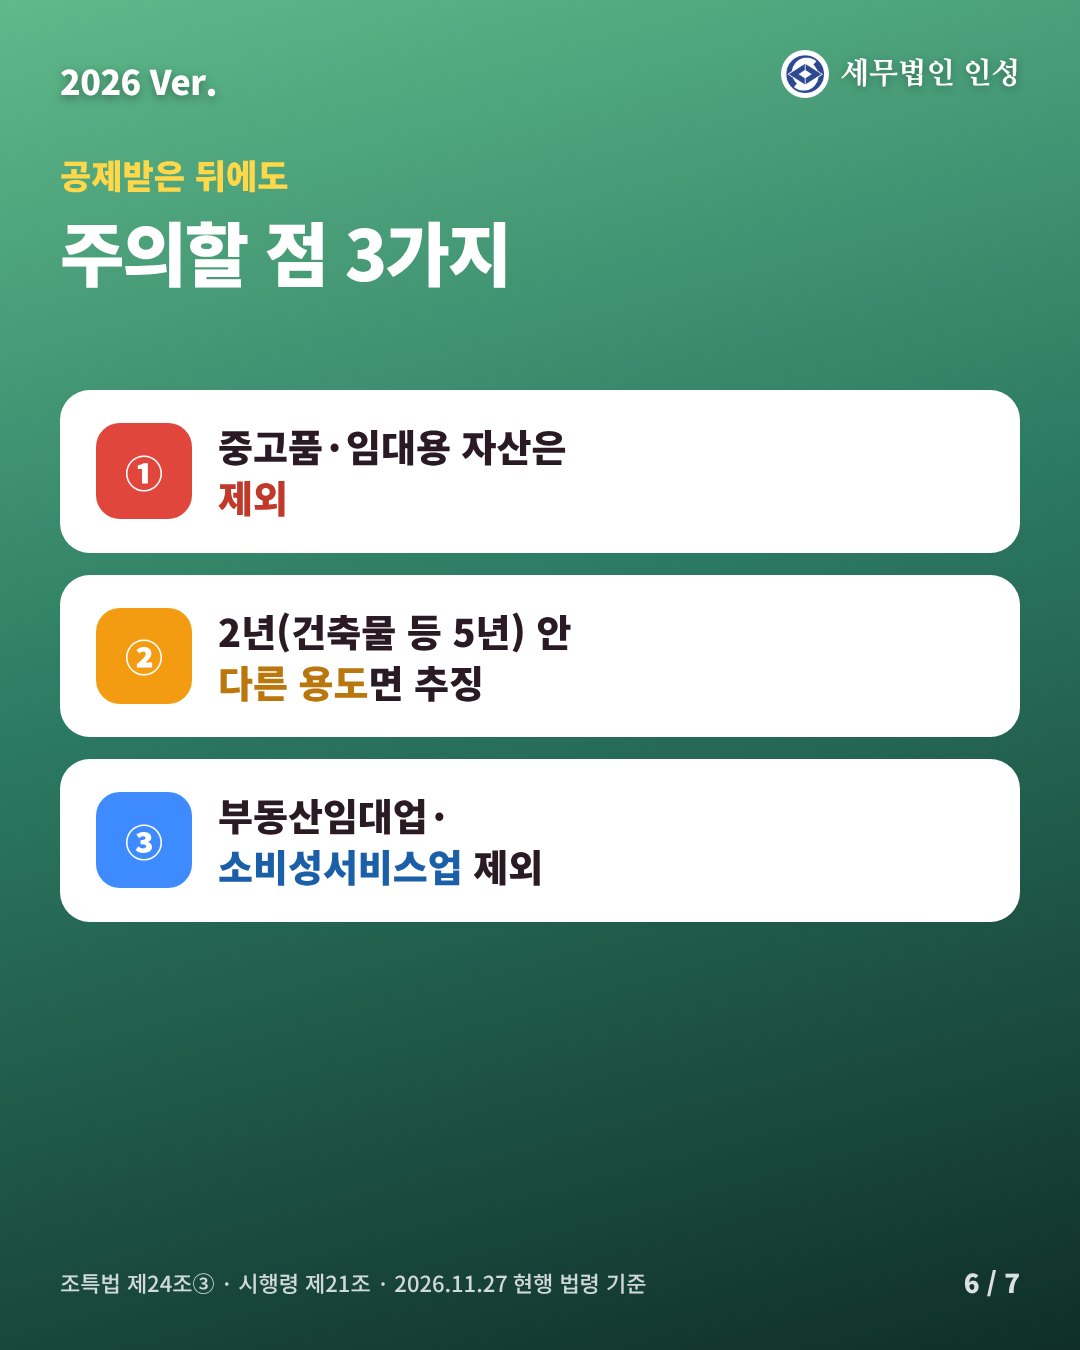 2026 Ver.
세무법인 인성
공제받은 뒤에도
주의할 점 3가지
① 중고품·임대용 자산은
제외
② 2년(건축물 등 5년) 안
다른 용도면 추징
③ 부동산임대업·
소비성서비스업 제외
조특법 제24조③ · 시행령 제21조 · 2026.11.27 현행 법령 기준
6 / 7